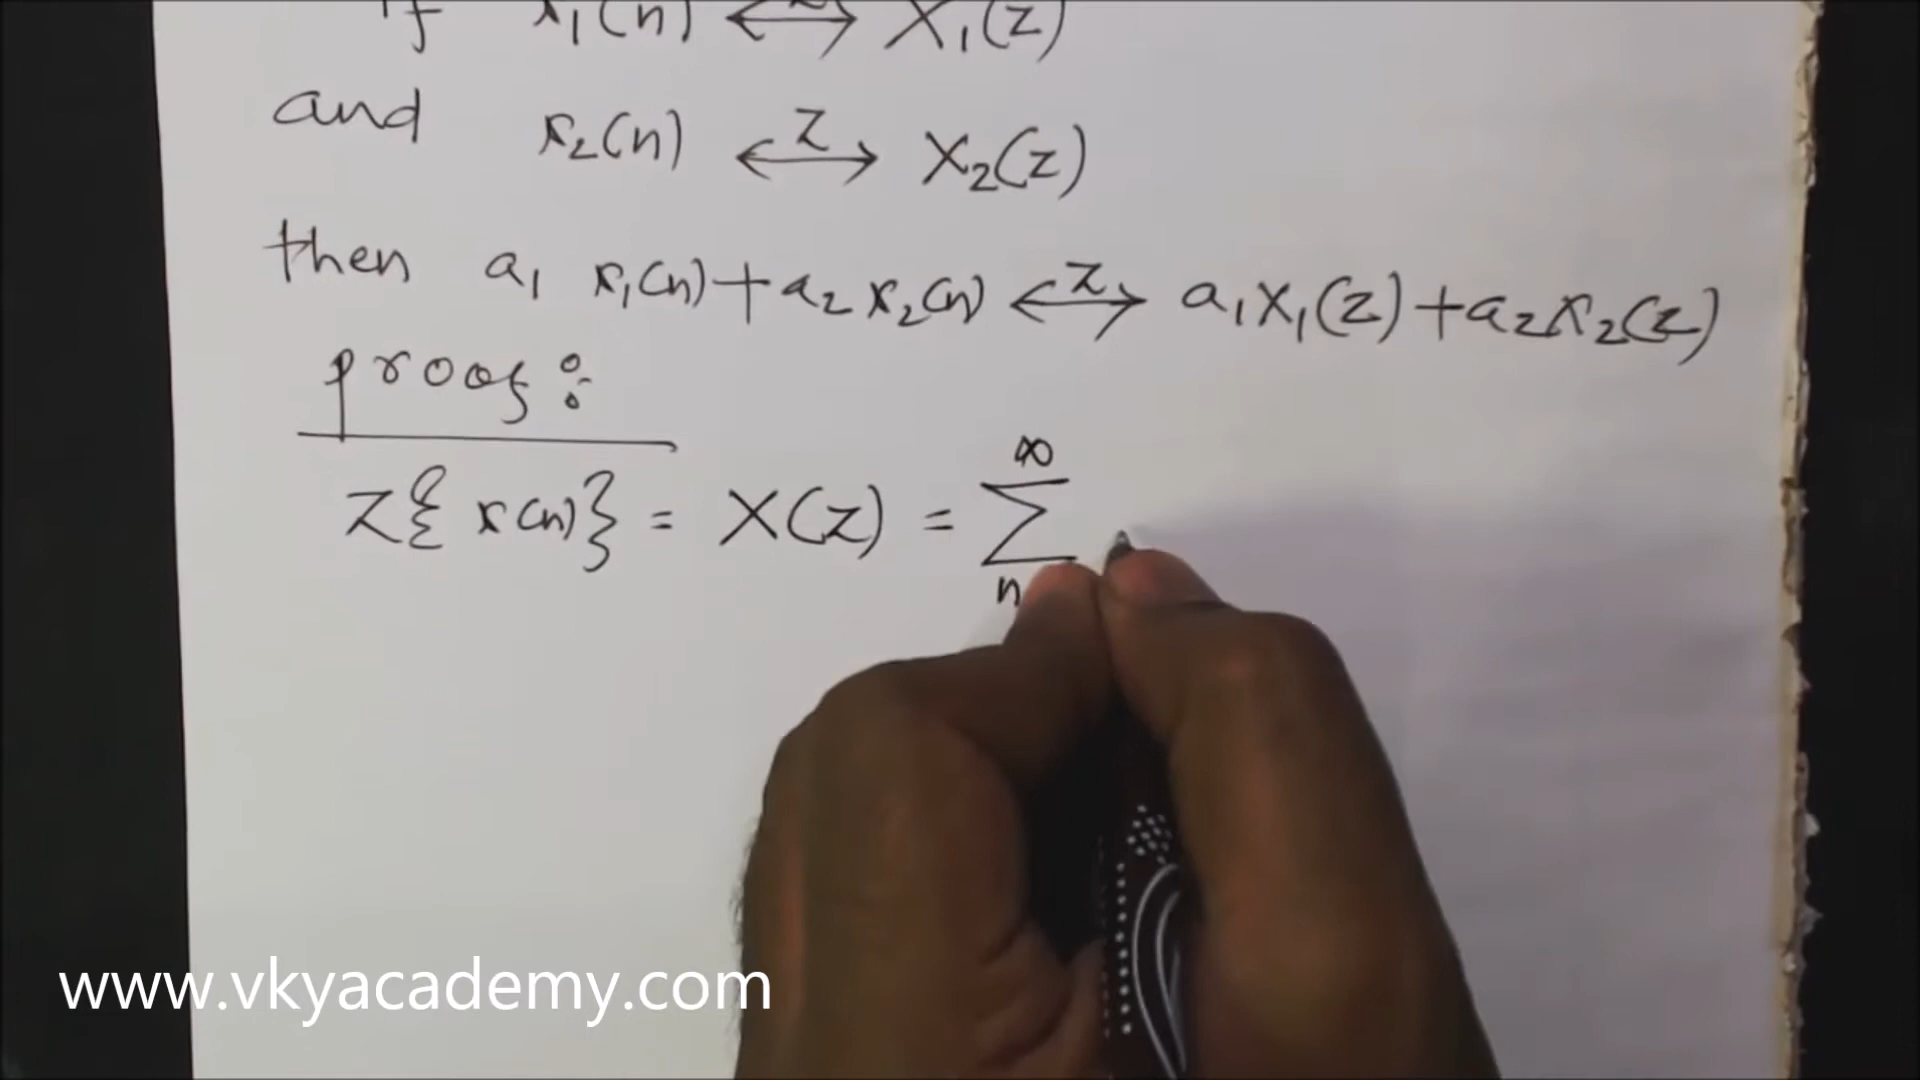 If x₁(n) ⟷ X₁(z)
and x₂(n) ⟷ᶻ X₂(z)
then a₁ x₁(n) + a₂ x₂(n) ⟷ᶻ a₁X₁(z) + a₂X₂(z)
proof:
Z{x(n)} = X(z) = ∑ ∞ n
www.vkyacademy.com